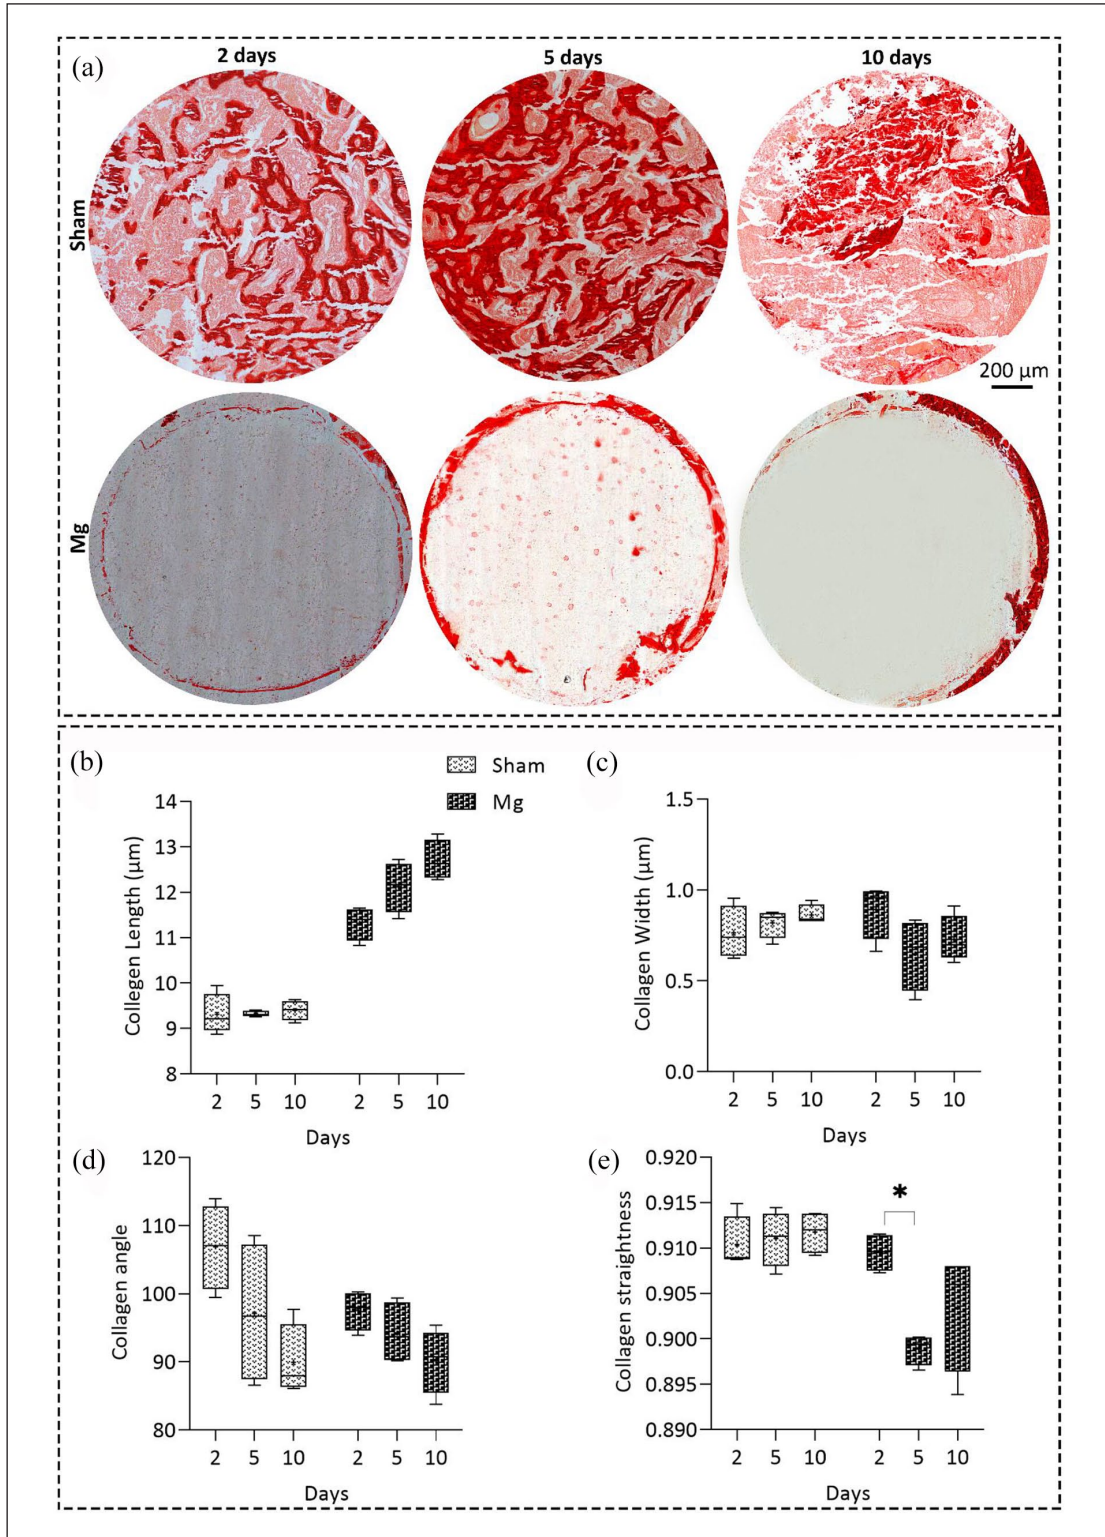 (a)
2 days 5 days 10 days
Sham
200 µm
Mg
(b)
Sham
Mg
Collegen Length (µm)
14
13
12
11
10
9
8
2 5 10 2 5 10
Days
(c)
Collagen Width (µm)
1.5
1.0
0.5
0.0
2 5 10 2 5 10
Days
(d)
Collagen angle
120
110
100
90
80
2 5 10 2 5 10
Days
(e)
Collagen straightness
0.920
0.915
0.910
0.905
0.900
0.895
0.890
*
2 5 10 2 5 10
Days